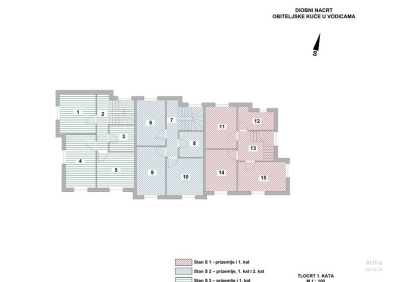 DIOBNI NACRT
OBITELJSKE KUĆE U VODICAMA
S
1
2
3
4
5
6
7
8
9
10
11
12
13
14
15
Stan S 1 - prizemlje i 1. kat
Stan S 2 – prizemlje, 1. kat i 2. kat
Stan S 3 – prizemlje i 1. kat
TLOCRT 1. KATA
M 1 : 100